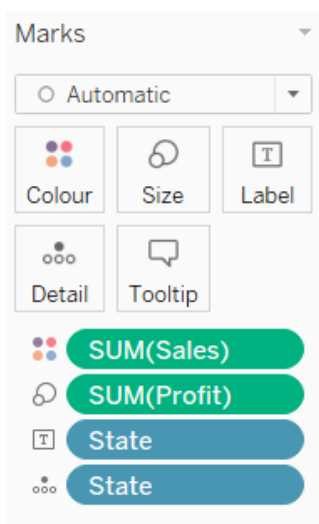 Marks
Automatic
Colour Size T Label
Detail Tooltip
SUM(Sales)
SUM(Profit)
T State
State